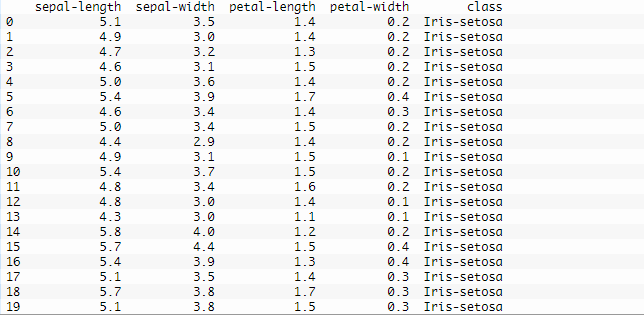 sepal-length sepal-width petal-length petal-width class
0 5.1 3.5 1.4 0.2 Iris-setosa
1 4.9 3.0 1.4 0.2 Iris-setosa
2 4.7 3.2 1.3 0.2 Iris-setosa
3 4.6 3.1 1.5 0.2 Iris-setosa
4 5.0 3.6 1.4 0.2 Iris-setosa
5 5.4 3.9 1.7 0.4 Iris-setosa
6 4.6 3.4 1.4 0.3 Iris-setosa
7 5.0 3.4 1.5 0.2 Iris-setosa
8 4.4 2.9 1.4 0.2 Iris-setosa
9 4.9 3.1 1.5 0.1 Iris-setosa
10 5.4 3.7 1.5 0.2 Iris-setosa
11 4.8 3.4 1.6 0.2 Iris-setosa
12 4.8 3.0 1.4 0.1 Iris-setosa
13 4.3 3.0 1.1 0.1 Iris-setosa
14 5.8 4.0 1.2 0.2 Iris-setosa
15 5.7 4.4 1.5 0.4 Iris-setosa
16 5.4 3.9 1.3 0.4 Iris-setosa
17 5.1 3.5 1.4 0.3 Iris-setosa
18 5.7 3.8 1.7 0.3 Iris-setosa
19 5.1 3.8 1.5 0.3 Iris-setosa